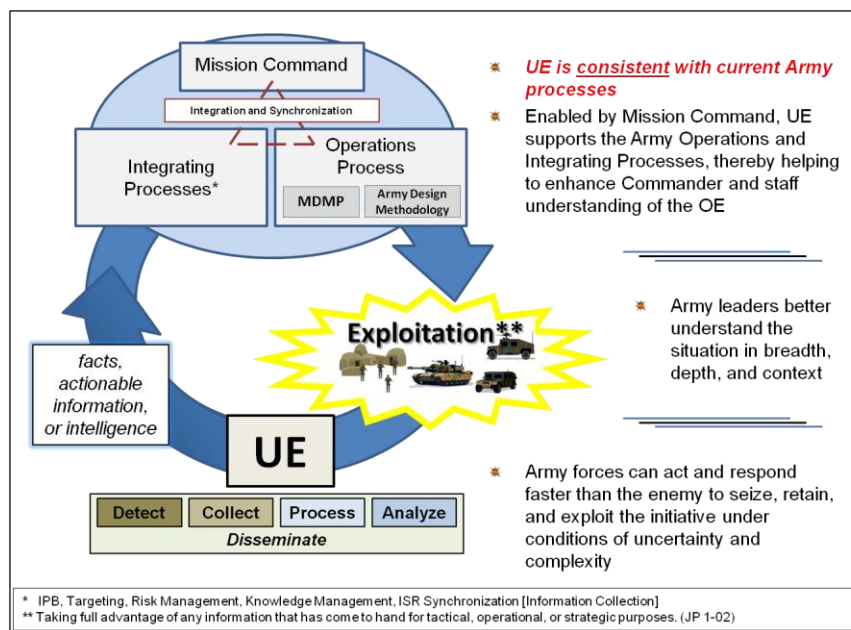 Mission Command
Integration and Synchronization
Integrating
Processes*
Operations
Process
MDMP
Army Design
Methodology
Exploitation**
facts,
actionable
information,
or intelligence
UE
Detect
Collect
Process
Analyze
Disseminate
UE is consistent with current Army
processes
Enabled by Mission Command, UE
supports the Army Operations and
Integrating Processes, thereby helping
to enhance Commander and staff
understanding of the OE
Army leaders better
understand the
situation in breadth,
depth, and context
Army forces can act and respond
faster than the enemy to seize, retain,
and exploit the initiative under
conditions of uncertainty and
complexity
* IPB, Targeting, Risk Management, Knowledge Management, ISR Synchronization [Information Collection]
** Taking full advantage of any information that has come to hand for tactical, operational, or strategic purposes. (JP 1-02)